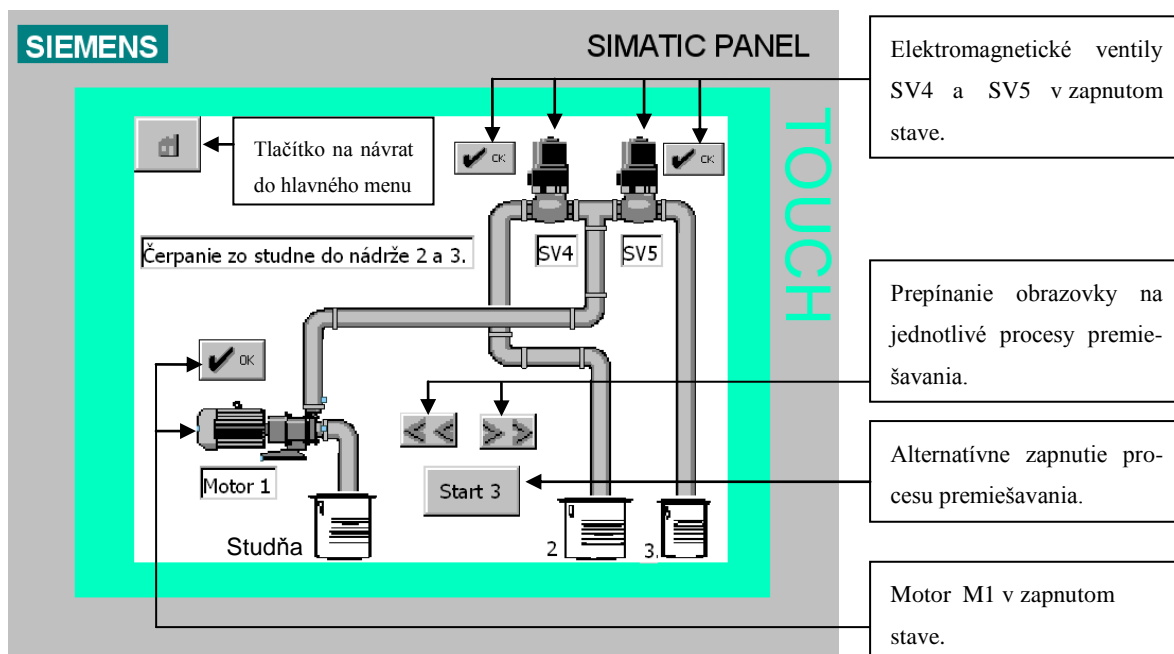 SIEMENS
SIMATIC PANEL
TOUCH
Tlačítko na návrat
do hlavného menu
OK
OK
Čerpanie zo studne do nádrže 2 a 3.
SV4
SV5
OK
Motor 1
Start 3
Studňa
2
3.
Elektromagnetické ventily
SV4 a SV5 v zapnutom
stave.
Prepínanie obrazovky na
jednotlivé procesy premie-
šavania.
Alternatívne zapnutie pro-
cesu premiešavania.
Motor M1 v zapnutom
stave.